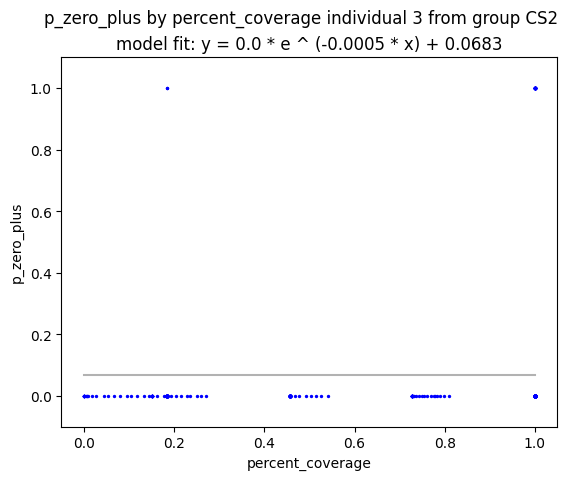 p_zero_plus by percent_coverage individual 3 from group CS2
model fit: y = 0.0 * e ^ (-0.0005 * x) + 0.0683
1.0
0.8
0.6
0.4
0.2
0.0
p_zero_plus
0.0 0.2 0.4 0.6 0.8 1.0
percent_coverage